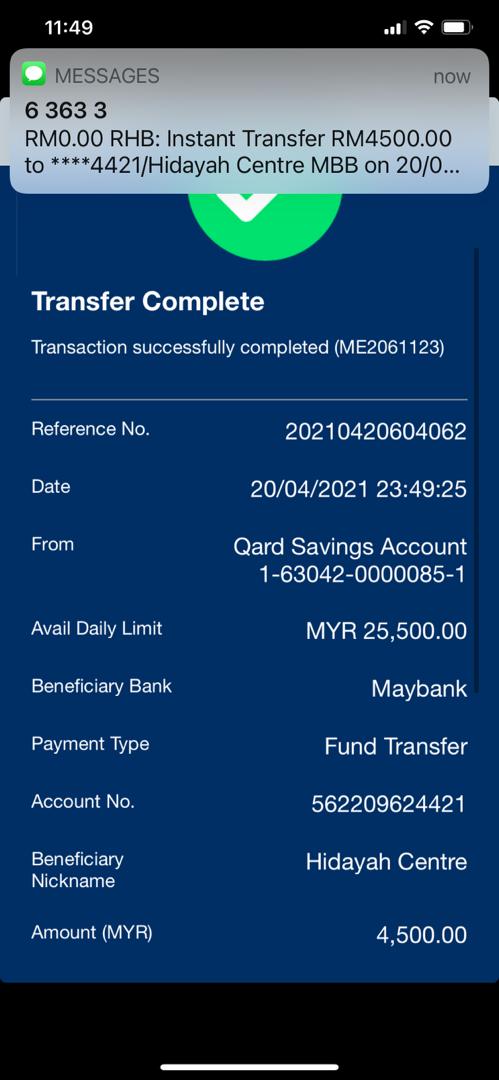 11:49
MESSAGES
now
6 363 3
RM0.00 RHB: Instant Transfer RM4500.00
to ****4421/Hidayah Centre MBB on 20/0...
Transfer Complete
Transaction successfully completed (ME2061123)
Reference No.
20210420604062
Date
20/04/2021 23:49:25
From
Qard Savings Account
1-63042-0000085-1
Avail Daily Limit
MYR 25,500.00
Beneficiary Bank
Maybank
Payment Type
Fund Transfer
Account No.
562209624421
Beneficiary
Nickname
Hidayah Centre
Amount (MYR)
4,500.00